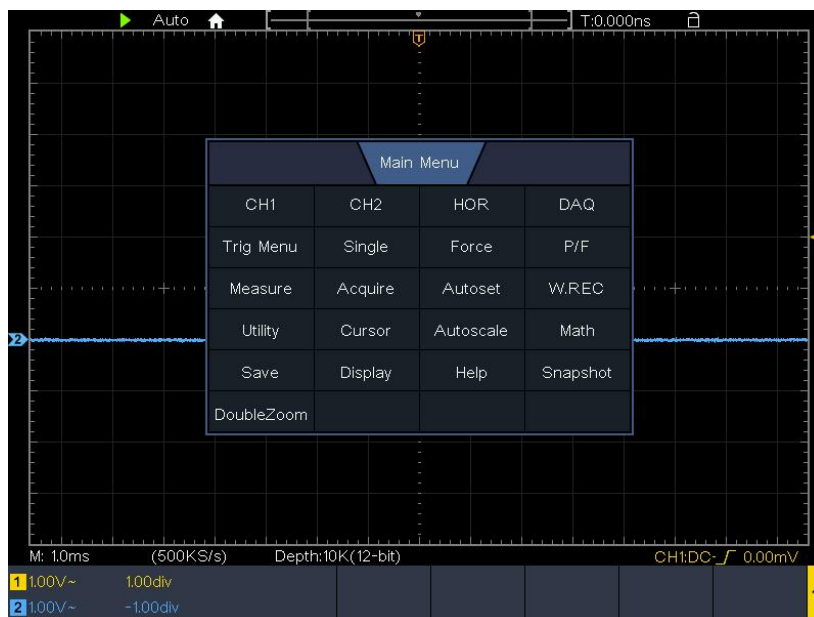 Auto T:0.000ns
T
Main Menu
CH1 CH2 HOR DAQ
Trig Menu Single Force P/F
Measure Acquire Autoset W.REC
Utility Cursor Autoscale Math
2
Save Display Help Snapshot
DoubleZoom
M: 1.0ms (500KS/s) Depth:10K(12-bit) CH1:DC- 0.00mV
1 1.00V~ 1.00div
2 1.00V~ -1.00div